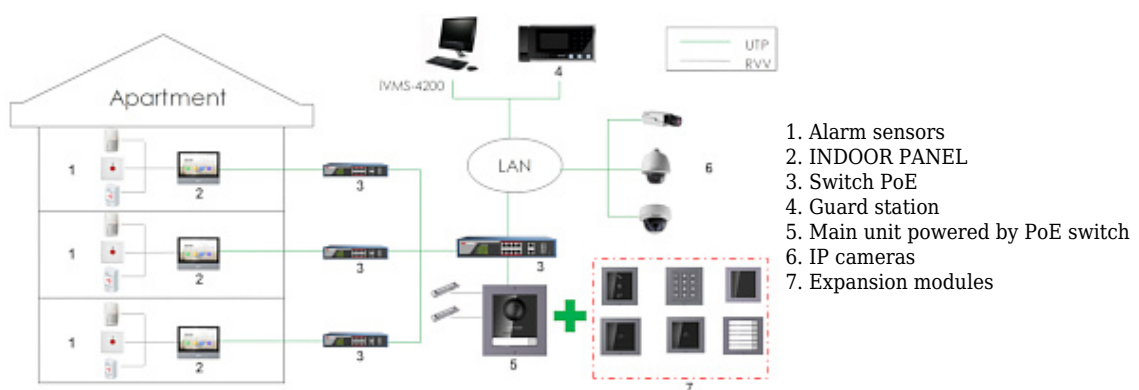 UTP
RVV
iVMS-4200
4
Apartment
LAN
1
2
3
6
1
2
3
3
1
2
3
5
7
1. Alarm sensors
2. INDOOR PANEL
3. Switch PoE
4. Guard station
5. Main unit powered by PoE switch
6. IP cameras
7. Expansion modules